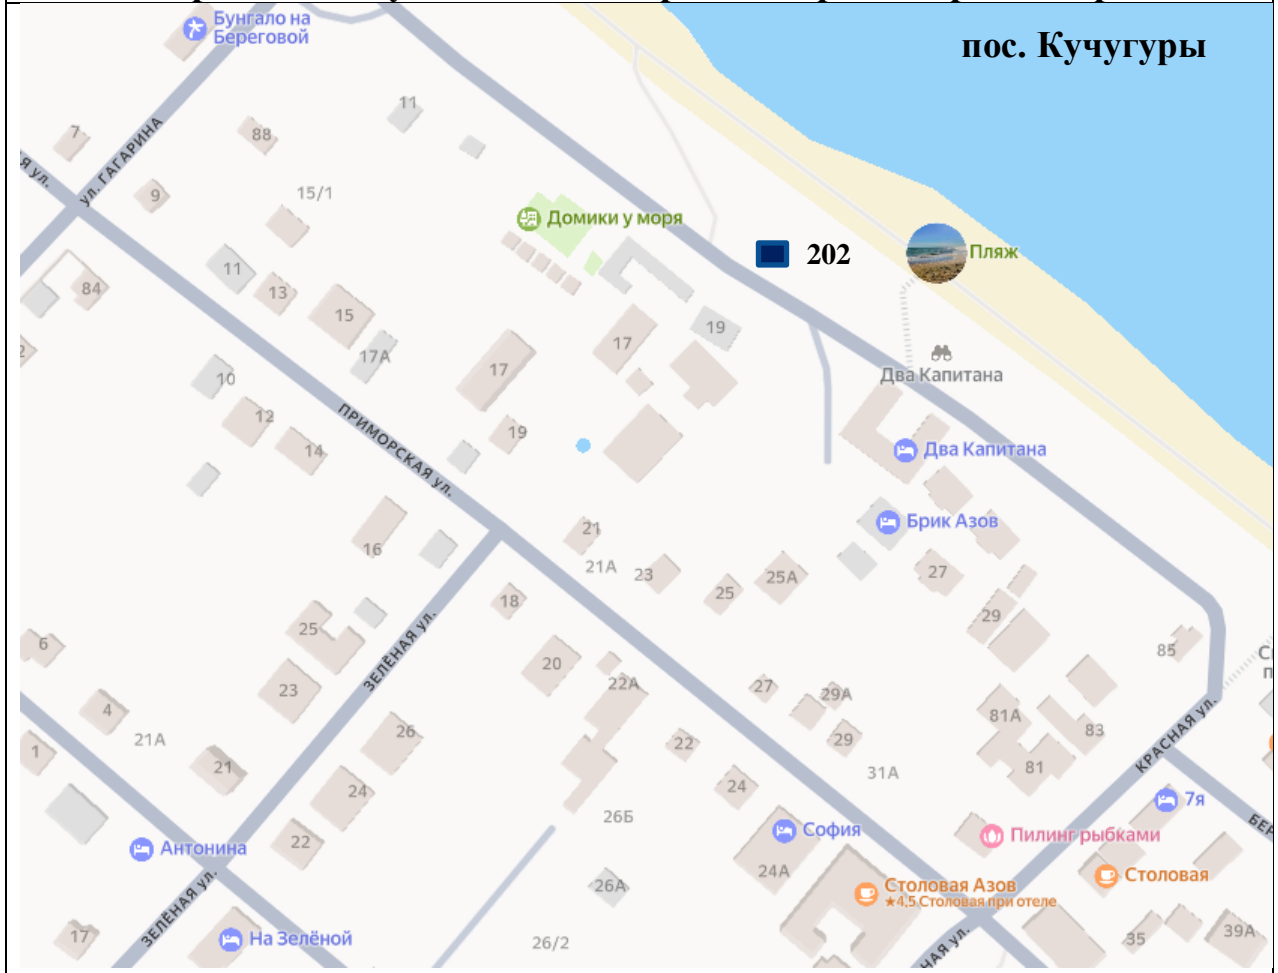 пос. Кучугуры
Бунгало на
Береговой
11
7
88
ул. ГАГАРИНА
Я ул.
9
15/1
Домики у моря
202
Пляж
11
13
84
15
19
17А
17
17
Два Капитана
10
12
19
14
ПРИМОРСКАЯ ул.
Два Капитана
16
21
Брик Азов
21А
23
25
25А
27
18
29
25
6
ЗЕЛЁНАЯ ул.
85
20
23
22А
27
29А
4
81А
26
22
29
83
21А
1
31А
КРАСНАЯ ул.
21
24
24
81
7я
26Б
София
Пилинг рыбками
22
Антонина
24А
Столовая
26А
Столовая Азов
★4,5 Столовая при отеле
ЗЕЛЁНАЯ ул.
17
На Зелёной
26/2
35
39А
НАЯ ул.